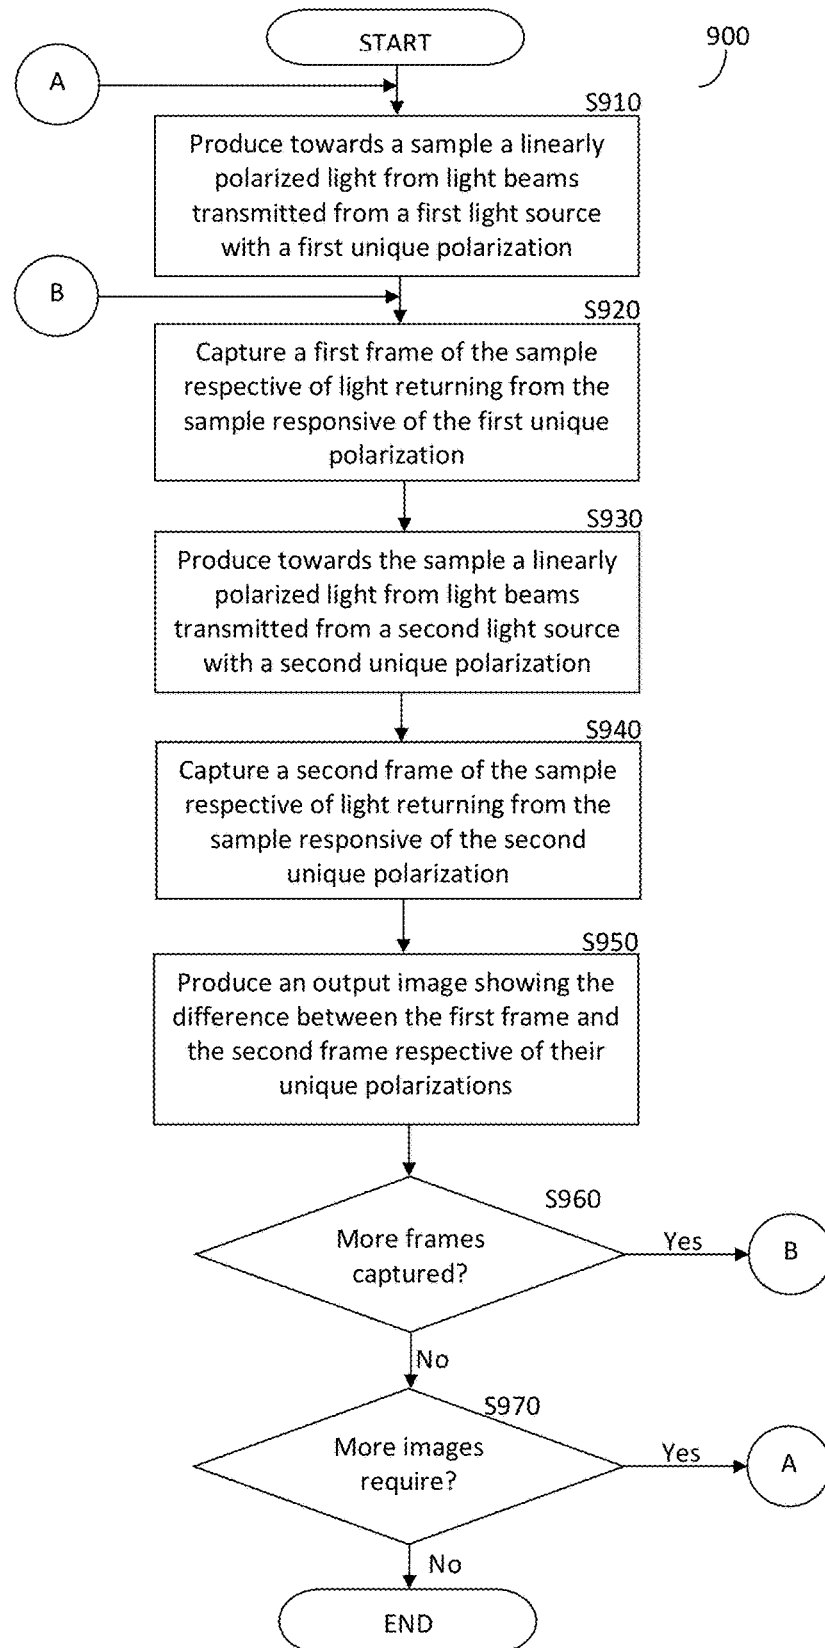 START
900
A
S910
Produce towards a sample a linearly
polarized light from light beams
transmitted from a first light source
with a first unique polarization
B
S920
Capture a first frame of the sample
respective of light returning from the
sample responsive of the first unique
polarization
S930
Produce towards the sample a linearly
polarized light from light beams
transmitted from a second light source
with a second unique polarization
S940
Capture a second frame of the sample
respective of light returning from the
sample responsive of the second
unique polarization
S950
Produce an output image showing the
difference between the first frame and
the second frame respective of their
unique polarizations
S960
More frames
captured?
Yes
B
No
S970
More images
require?
Yes
A
No
END